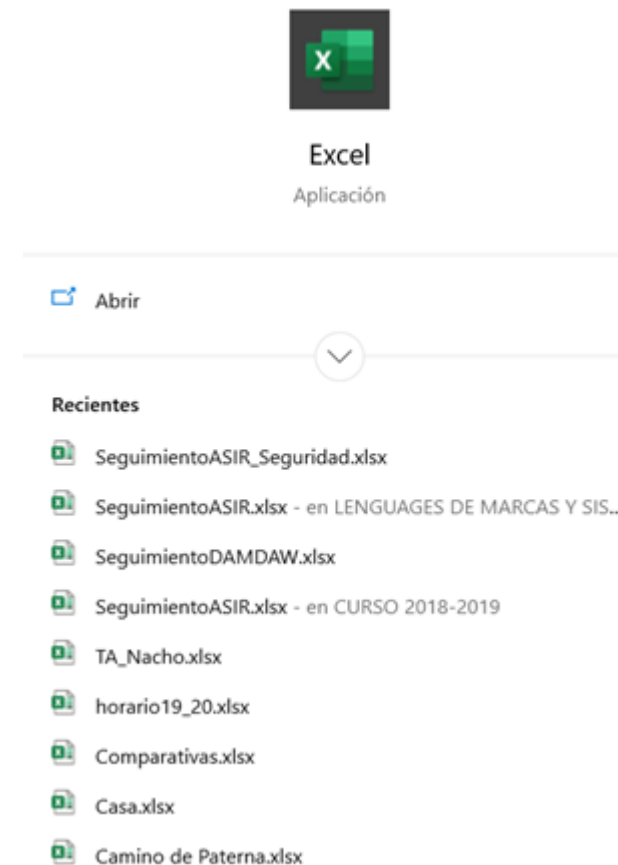 Excel
Aplicación
Abrir
Recientes
SeguimientoASIR_Seguridad.xlsx
SeguimientoASIR.xlsx - en LENGUAGES DE MARCAS Y SIS...
SeguimientoDAMDAW.xlsx
SeguimientoASIR.xlsx - en CURSO 2018-2019
TA_Nacho.xlsx
horario19_20.xlsx
Comparativas.xlsx
Casa.xlsx
Camino de Paterna.xlsx